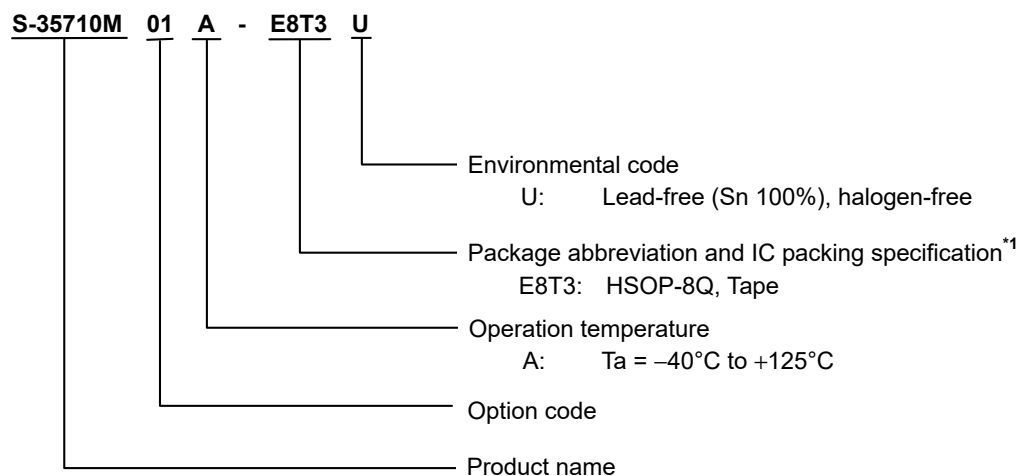 S-35710M 01 A - E8T3 U
Environmental code
U: Lead-free (Sn 100%), halogen-free
Package abbreviation and IC packing specification*1
E8T3: HSOP-8Q, Tape
Operation temperature
A: Ta = −40°C to +125°C
Option code
Product name